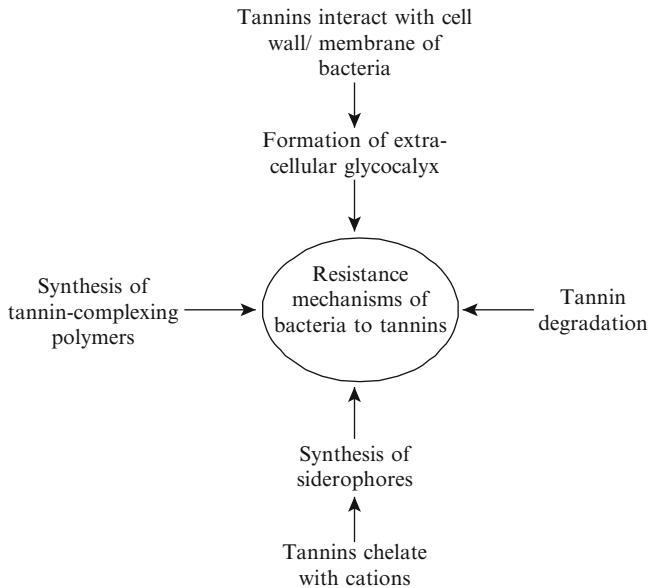 Tannins interact with cell
wall/ membrane of
bacteria
Formation of extra-
cellular glycocalyx
Resistance
mechanisms of
bacteria to tannins
Synthesis of
tannin-complexing
polymers
Tannin
degradation
Synthesis of
siderophores
Tannins chelate
with cations